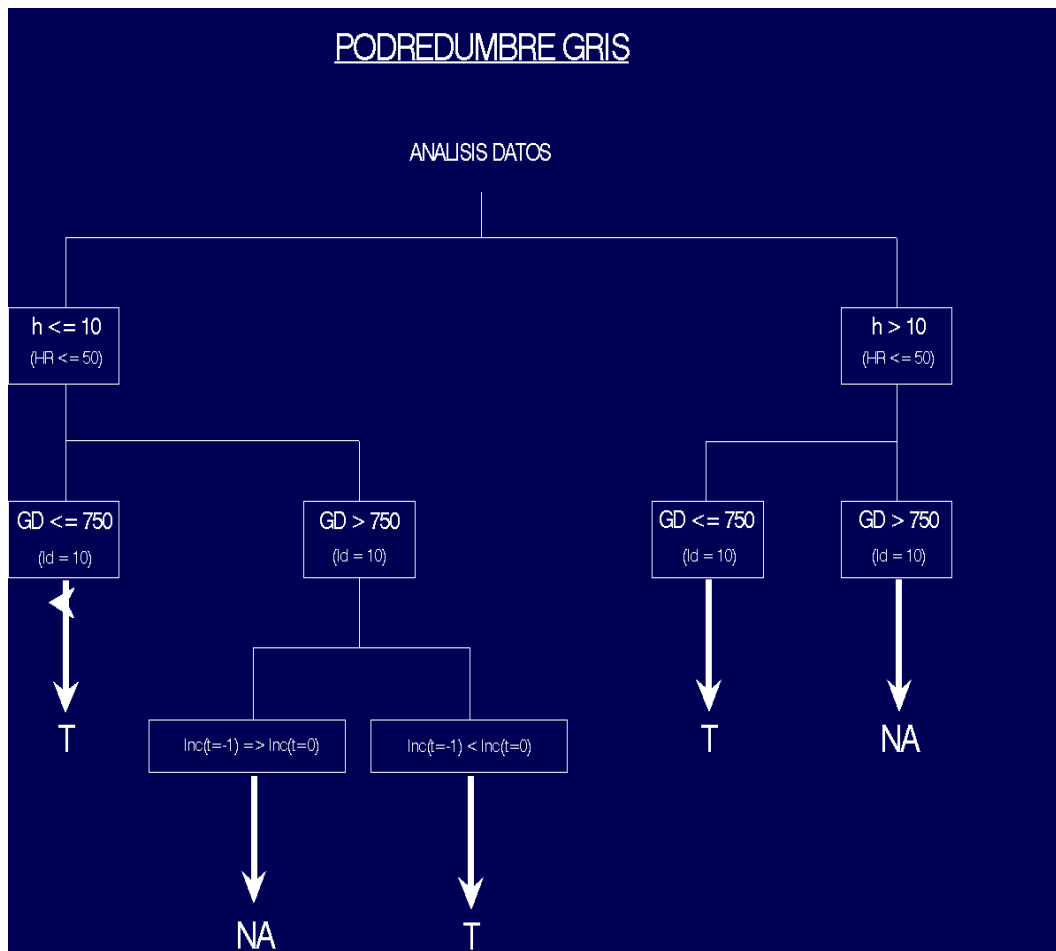 PODREDUMBRE GRIS
ANALISIS DATOS
h <= 10
(HR <= 50)
h > 10
(HR <= 50)
GD <= 750
(Id = 10)
GD > 750
(Id = 10)
GD <= 750
(Id = 10)
GD > 750
(Id = 10)
T
Inc(t=-1) => Inc(t=0)
Inc(t=-1) < Inc(t=0)
T
NA
NA
T